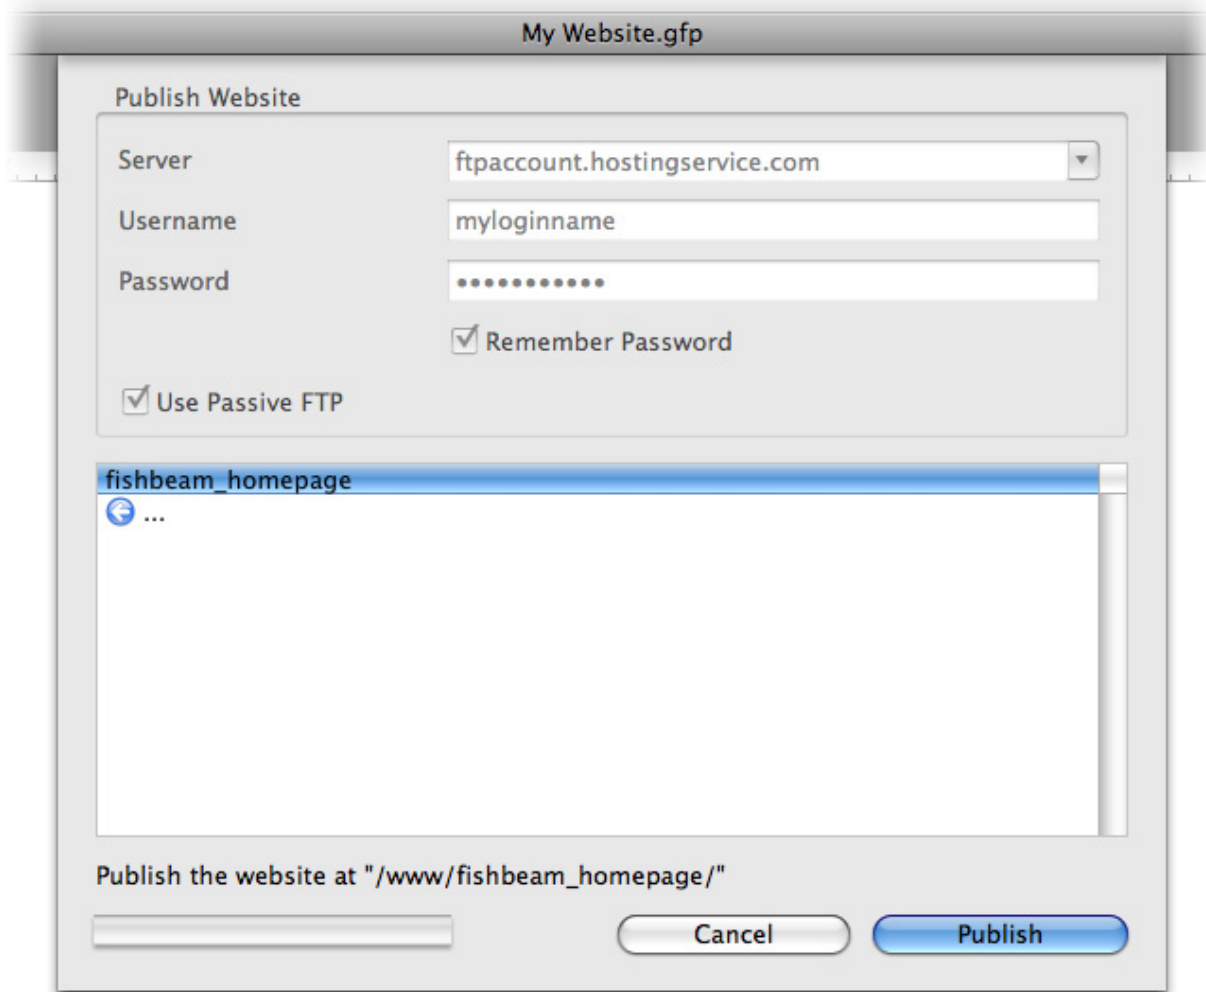 My Website.gfp
Publish Website
Server ftpaccount.hostingservice.com
Username myloginname
Password •••••••••••
Remember Password
Use Passive FTP
fishbeam_homepage
...
Publish the website at "/www/fishbeam_homepage/"
Cancel Publish